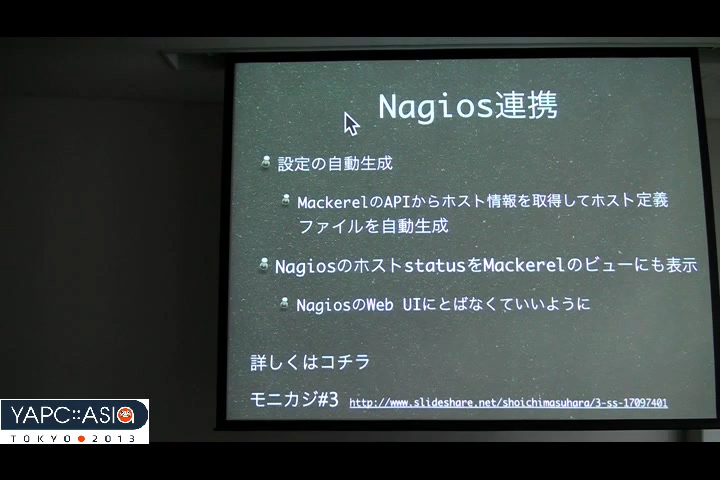 Nagios連携
設定の自動生成
MackerelのAPIからホスト情報を取得してホスト定義
ファイルを自動生成
NagiosのホストstatusをMackerelのビューにも表示
NagiosのWeb UIにとばなくていいように
詳しくはコチラ
モニカジ#3 http://www.slideshare.net/shoichimasuhara/3-ss-17097401
YAPC::ASIA
TOKYO 2013